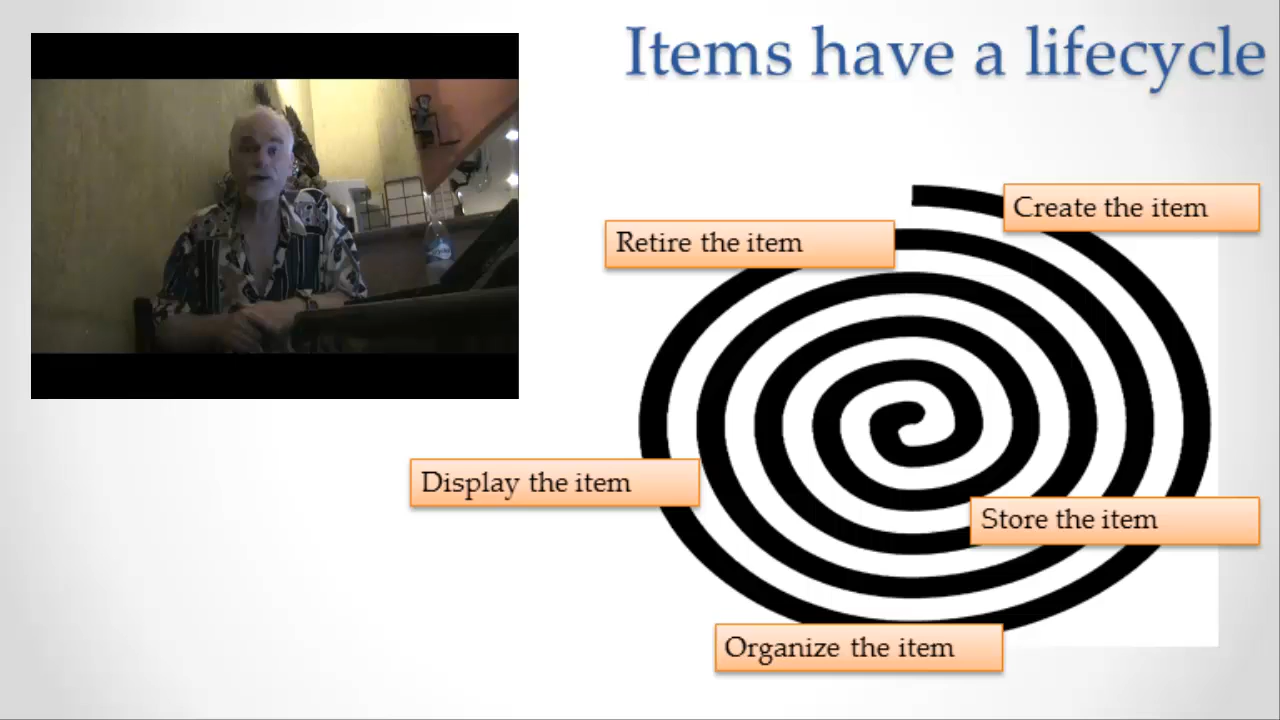 Items have a lifecycle
Create the item
Retire the item
Display the item
Store the item
Organize the item